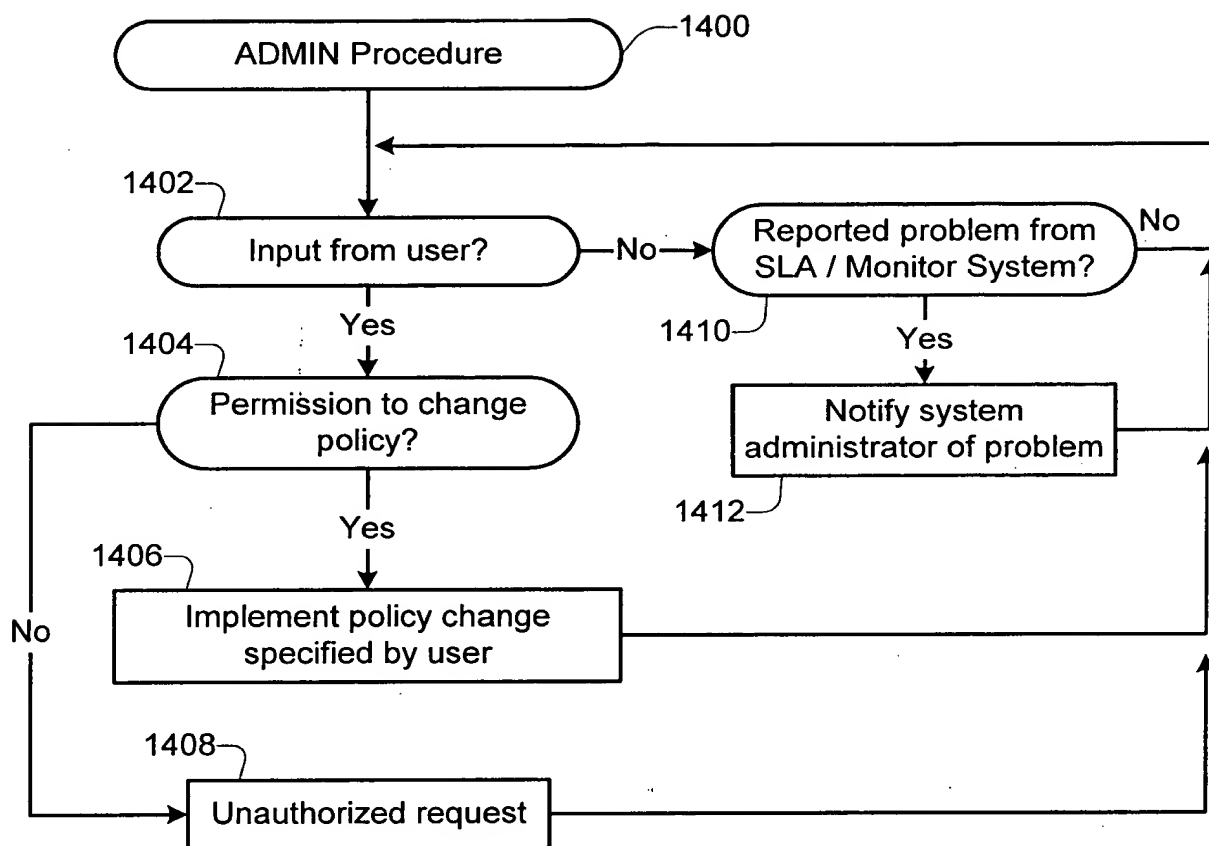 1400
ADMIN Procedure
1402
Input from user?
No
Reported problem from
SLA / Monitor System?
No
1410
Yes
Yes
1404
Permission to change
policy?
Notify system
administrator of problem
1412
Yes
1406
Implement policy change
specified by user
No
1408
Unauthorized request